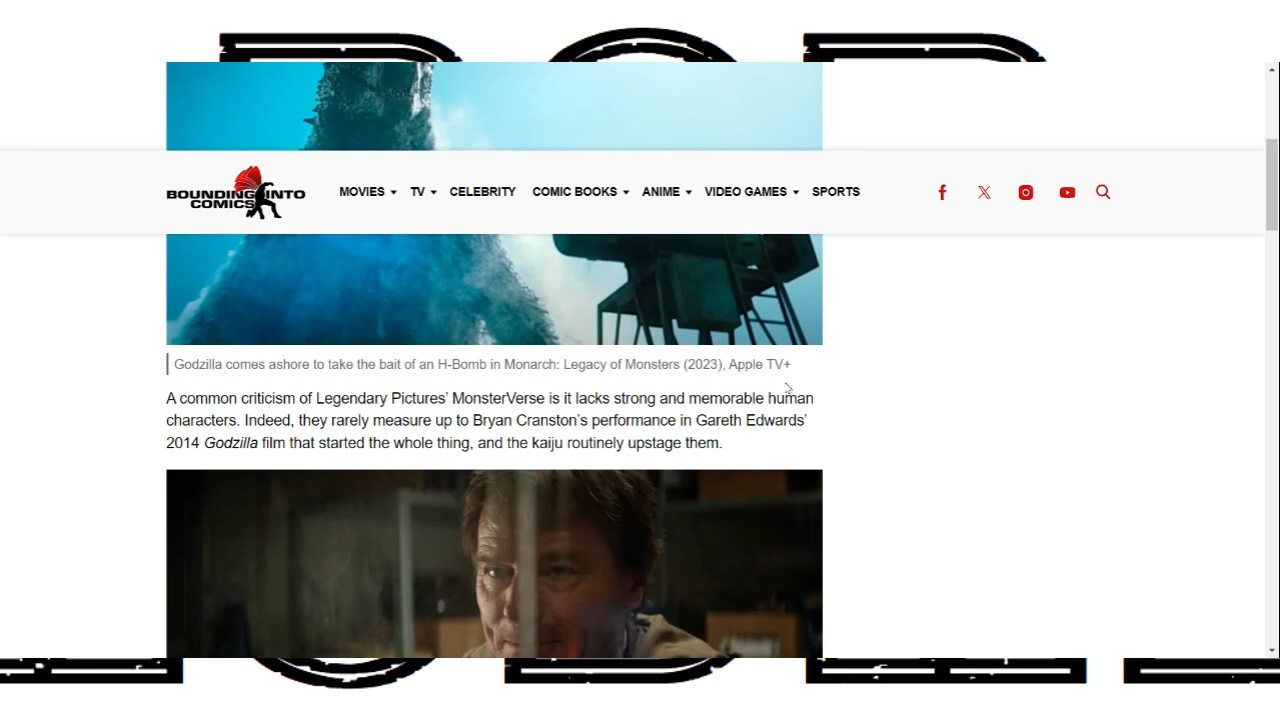 BOUNDING INTO
COMICS
MOVIES TV CELEBRITY COMIC BOOKS ANIME VIDEO GAMES SPORTS
Godzilla comes ashore to take the bait of an H-Bomb in Monarch: Legacy of Monsters (2023), Apple TV+
A common criticism of Legendary Pictures’ MonsterVerse is it lacks strong and memorable human
characters. Indeed, they rarely measure up to Bryan Cranston’s performance in Gareth Edwards’
2014 Godzilla film that started the whole thing, and the kaiju routinely upstage them.